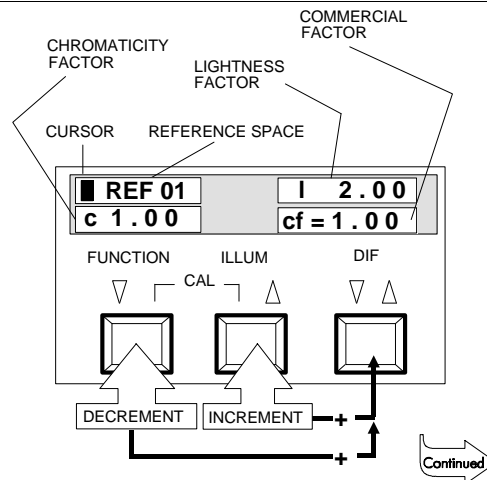 COMMERCIAL
FACTOR
CHROMATICITY
FACTOR
LIGHTNESS
FACTOR
CURSOR REFERENCE SPACE
REF 01 l 2.00
c 1.00 cf = 1.00
FUNCTION ILLUM DIF
CAL
DECREMENT INCREMENT +
+
Continued